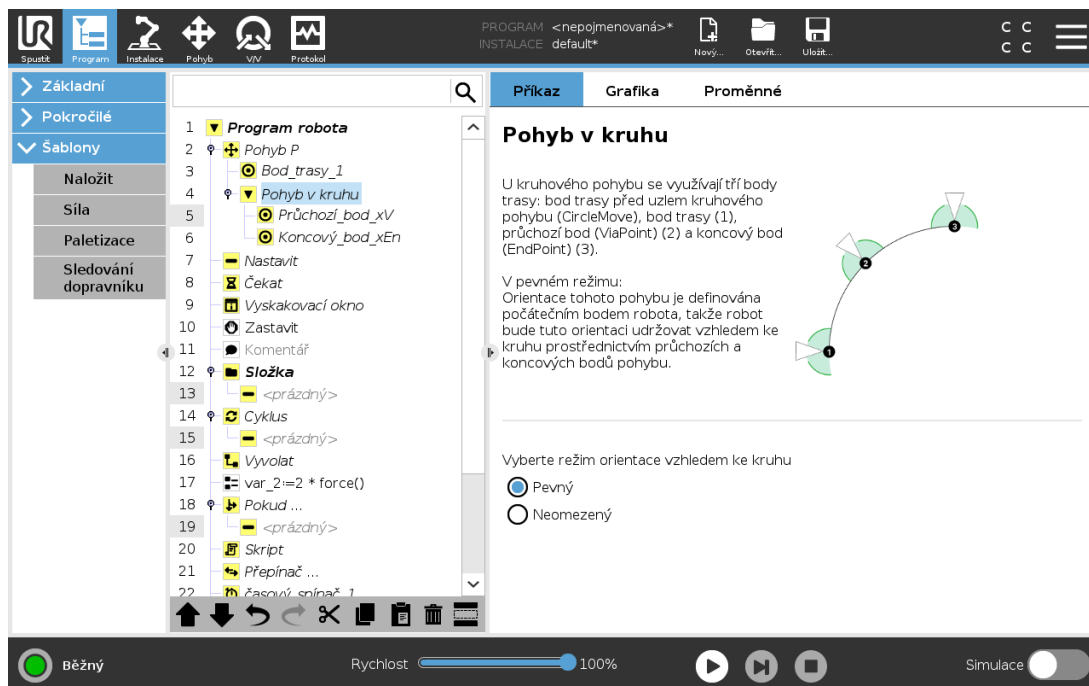 PROGRAM <nepojmenovaná>*
INSTALACE default*
Spustit
Program
Instalace
Pohyb
V/V
Protokol
Nový...
Otevřít...
Uložit...
C C
C C
Základní
Pokročilé
Šablony
Naložit
Síla
Paletizace
Sledování
dopravníku
1 Program robota
2 Pohyb P
3 Bod_trasy_1
4 Pohyb v kruhu
5 Průchozí_bod_xV
6 Koncový_bod_xEn
7 Nastavit
8 Čekat
9 Vyskakovací okno
10 Zastavit
11 Komentář
12 Složka
13 <prázdný>
14 Cyklus
15 <prázdný>
16 Vyvolat
17 var_2:=2 * force()
18 Pokud ...
19 <prázdný>
20 Skript
21 Přepínač ...
22 časový_spínač_1
Příkaz
Grafika
Proměnné
Pohyb v kruhu
U kruhového pohybu se využívají tří body
trasy: bod trasy před uzlem kruhového
pohybu (CircleMove), bod trasy (1),
průchozí bod (ViaPoint) (2) a koncový bod
(EndPoint) (3).
V pevném režimu:
Orientace tohoto pohybu je definována
počátečním bodem robota, takže robot
bude tuto orientaci udržovat vzhledem ke
kruhu prostřednictvím průchozích a
koncových bodů pohybu.
1
2
3
Vyberte režim orientace vzhledem ke kruhu
Pevný
Neomezený
Běžný
Rychlost
100%
Simulace